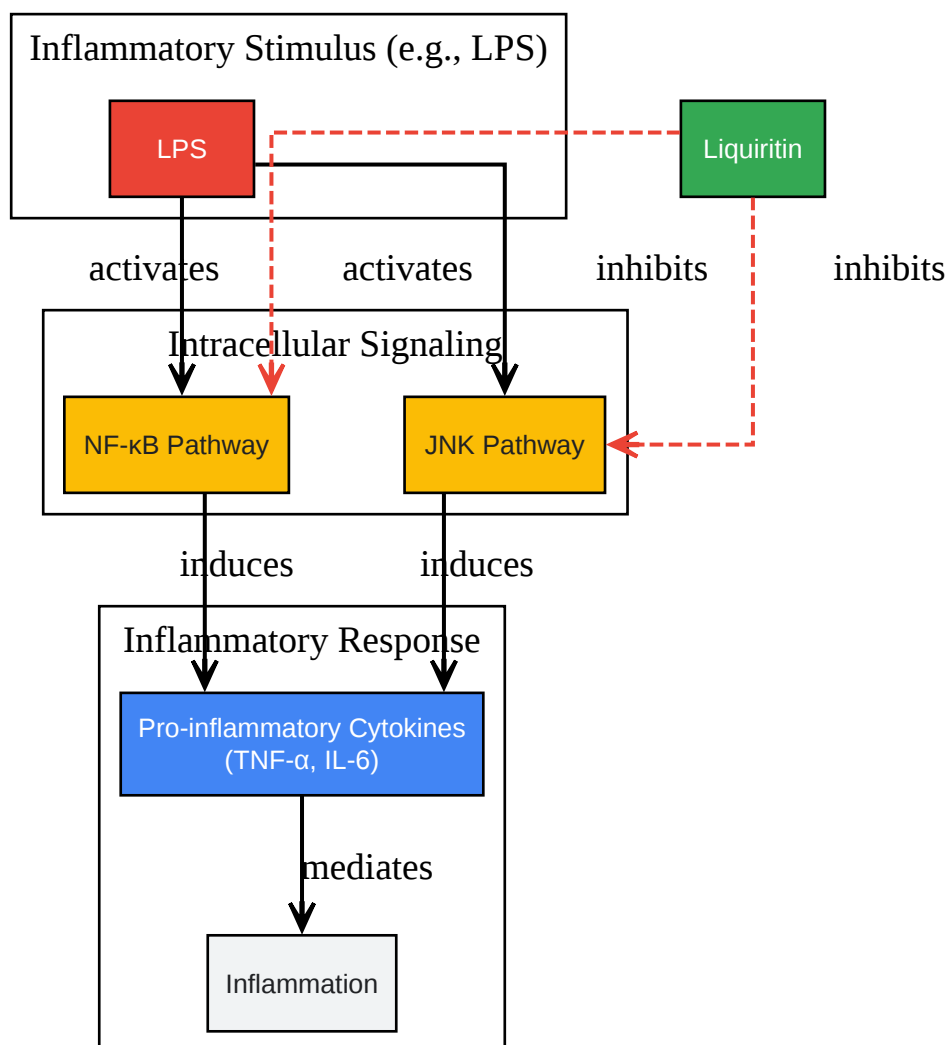 Inflammatory Stimulus (e.g., LPS)
LPS
Liquiritin
activates
activates
inhibits
inhibits
Intracellular Signaling
NF-κB Pathway
JNK Pathway
induces
induces
Inflammatory Response
Pro-inflammatory Cytokines
(TNF-α, IL-6)
mediates
Inflammation